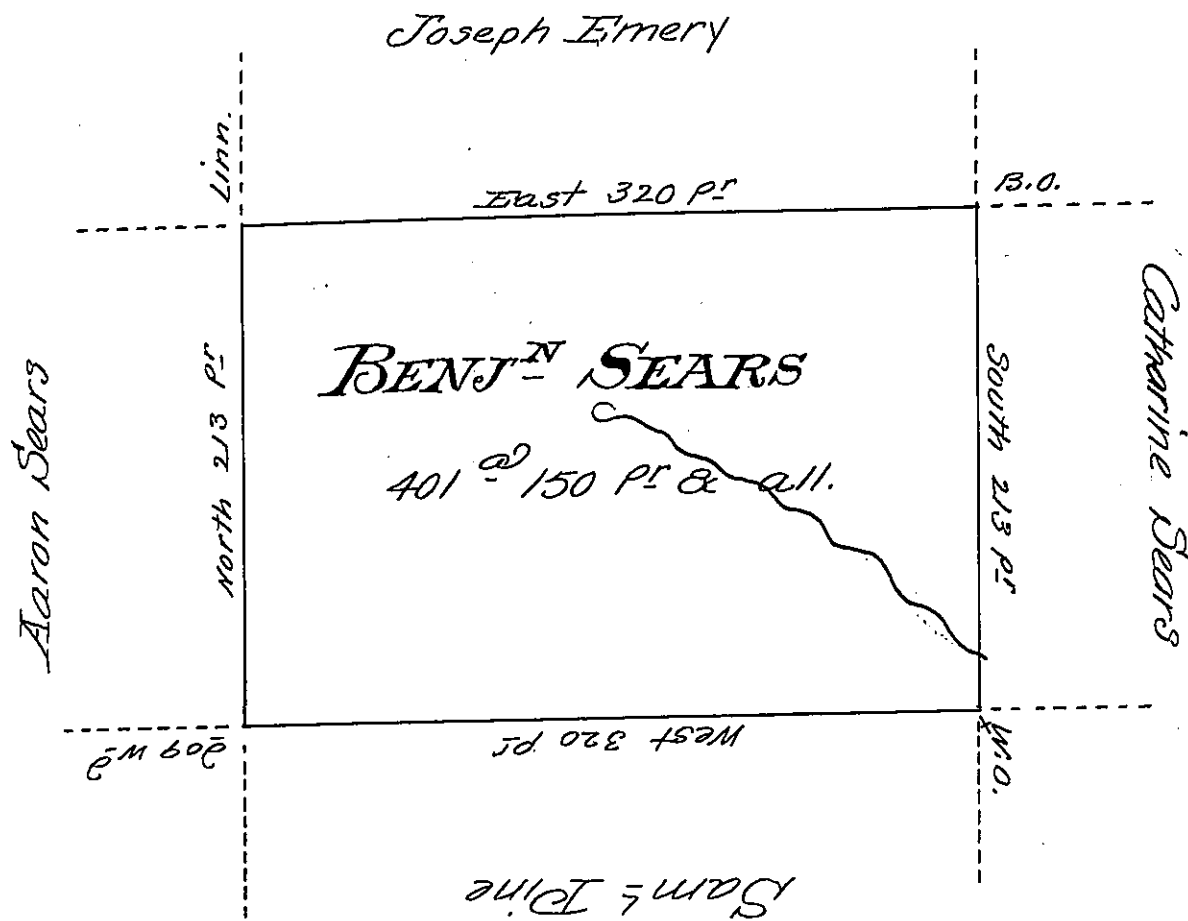 Joseph Emery
Linn.
East 320 Pr
B.O.
Aaron Sears
North 213 Pr
BENJN SEARS
401 a 150 Pr & all.
South 213 Pr
Catharine Sears
Dogwd
West 320 Pr
W.O.
Saml Pine